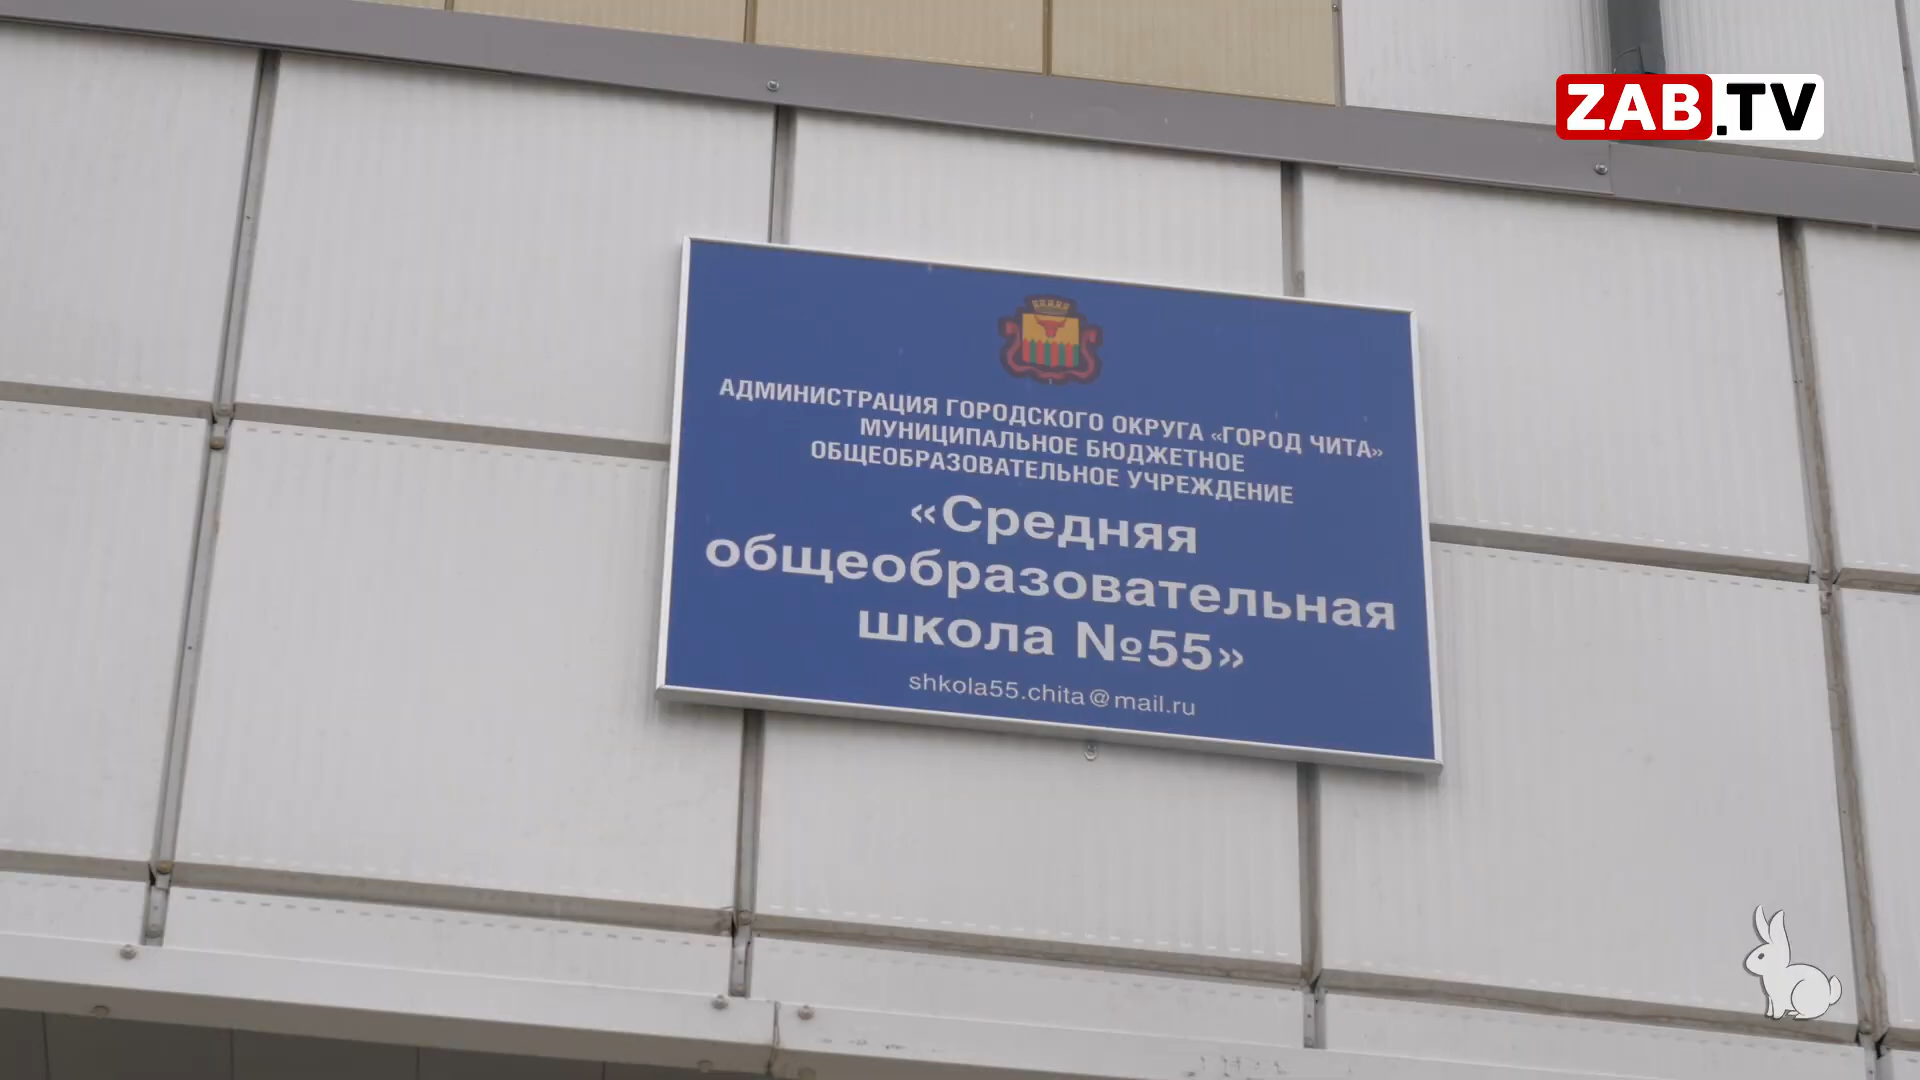 ZAB.TV
АДМИНИСТРАЦИЯ ГОРОДСКОГО ОКРУГА «ГОРОД ЧИТА»
МУНИЦИПАЛЬНОЕ БЮДЖЕТНОЕ
ОБЩЕОБРАЗОВАТЕЛЬНОЕ УЧРЕЖДЕНИЕ
«Средняя
общеобразовательная
школа №55»
shkola55.chita@mail.ru